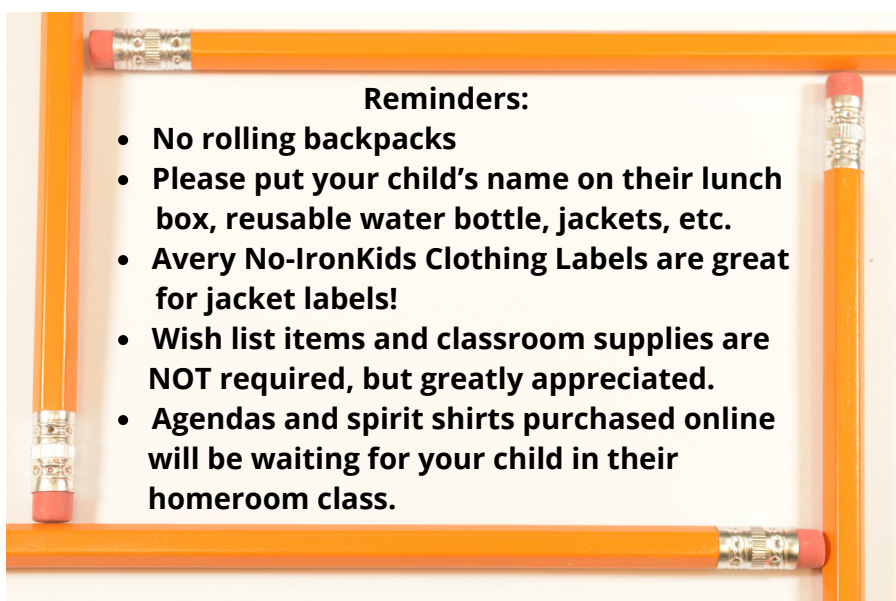 Reminders:
• No rolling backpacks
• Please put your child's name on their lunch
box, reusable water bottle, jackets, etc.
• Avery No-IronKids Clothing Labels are great
for jacket labels!
• Wish list items and classroom supplies are
NOT required, but greatly appreciated.
• Agendas and spirit shirts purchased online
will be waiting for your child in their
homeroom class.